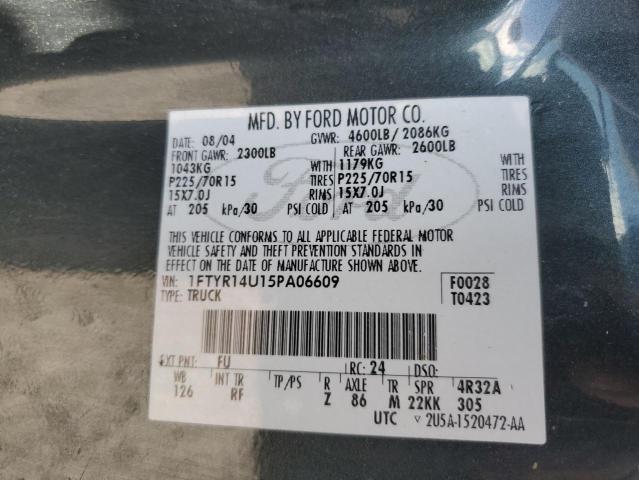 MFD. BY FORD MOTOR CO.
DATE: 08/04 GVWR: 4600LB/ 2086KG
FRONT GAWR: 2300LB REAR GAWR: 2600LB
1043KG WITH 1179KG WITH
P225/70R15 TIRES P225/70R15 TIRES
15X7.0J RIMS 15X7.0J RIMS
AT 205 kPa/30 PSI COLD AT 205 kPa/30 PSI COLD
Ford
THIS VEHICLE CONFORMS TO ALL APPLICABLE FEDERAL MOTOR
VEHICLE SAFETY AND THEFT PREVENTION STANDARDS IN
EFFECT ON THE DATE OF MANUFACTURE SHOWN ABOVE.
VIN: 1FTYR14U15PA06609 F0028
TYPE: TRUCK T0423
EXT PNT: FU RC: 24 DSO:
WB INT TR TP/PS R AXLE TR SPR 4R32A
126 RF Z 86 M 22KK 305
UTC 2U5A-1520472-AA